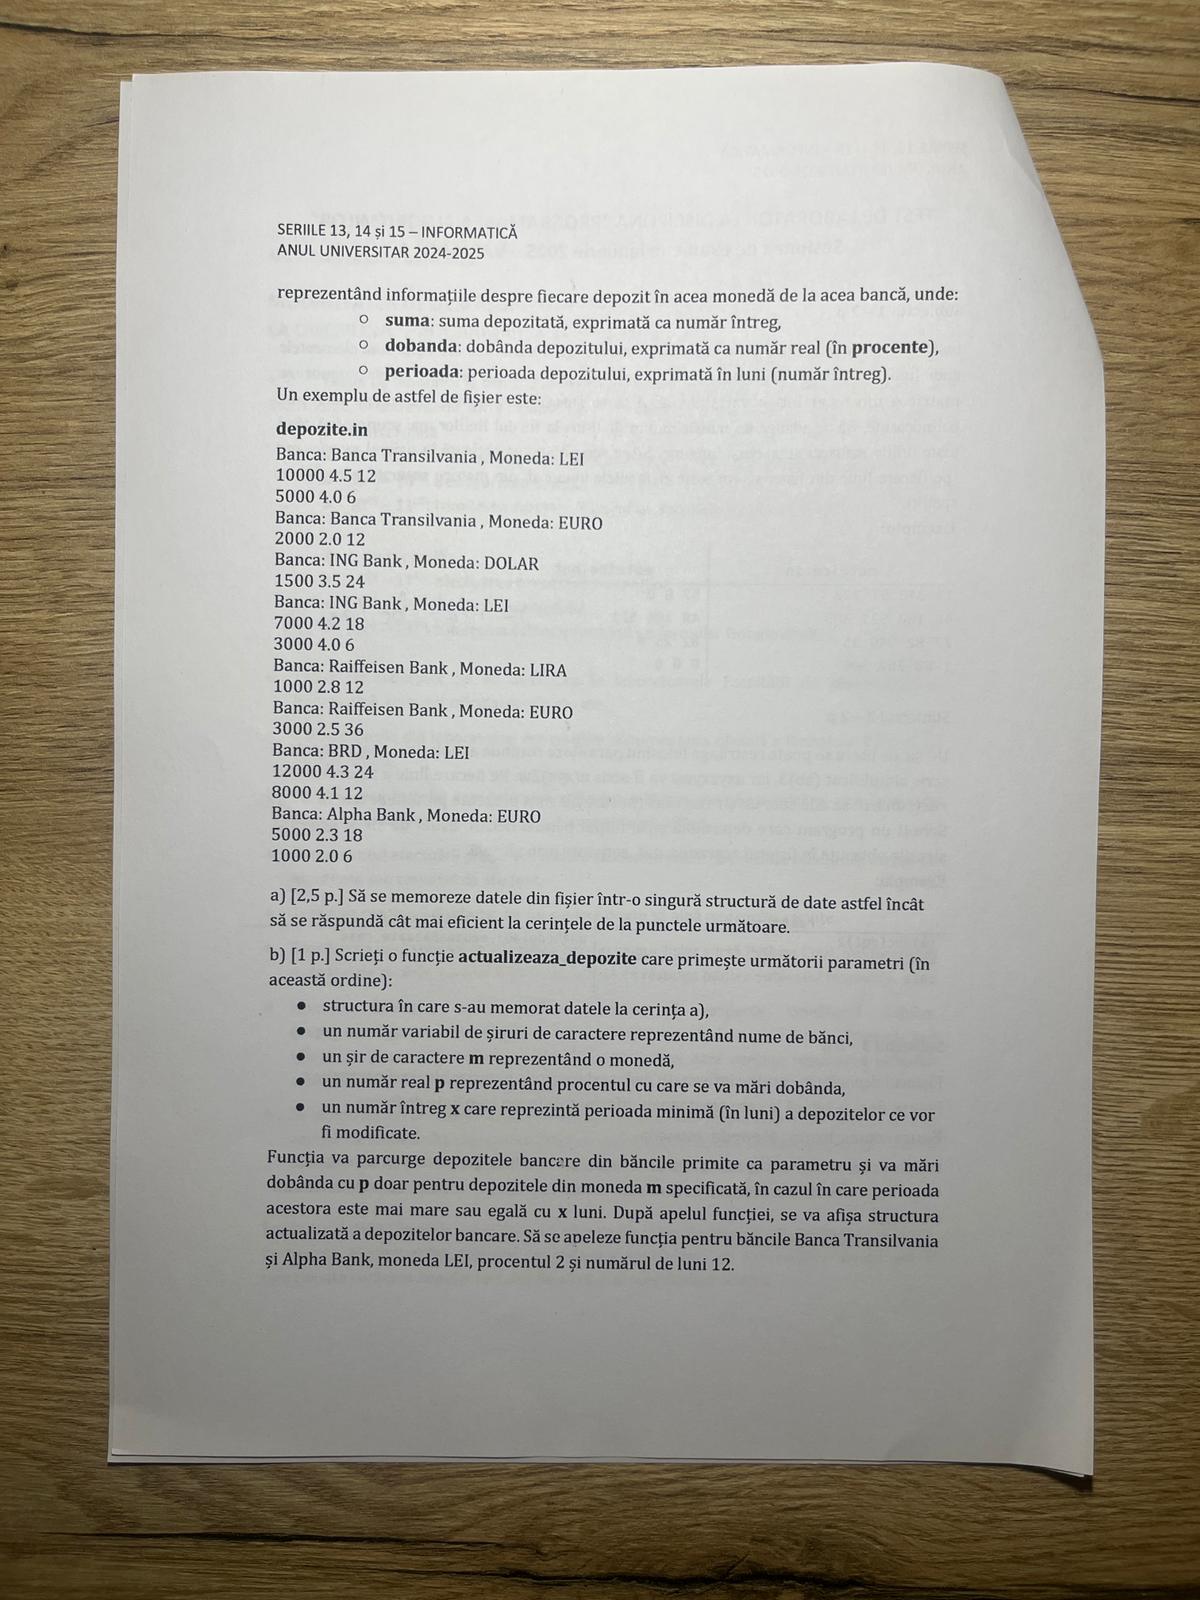 SERIILE 13, 14 și 15 – INFORMATICĂ
ANUL UNIVERSITAR 2024-2025
reprezentând informațiile despre fiecare depozit în acea monedă de la acea bancă, unde:
○ suma: suma depozitată, exprimată ca număr întreg,
○ dobanda: dobânda depozitului, exprimată ca număr real (în procente),
○ perioada: perioada depozitului, exprimată în luni (număr întreg).
Un exemplu de astfel de fișier este:
depozite.in
Banca: Banca Transilvania , Moneda: LEI
10000 4.5 12
5000 4.0 6
Banca: Banca Transilvania , Moneda: EURO
2000 2.0 12
Banca: ING Bank , Moneda: DOLAR
1500 3.5 24
Banca: ING Bank , Moneda: LEI
7000 4.2 18
3000 4.0 6
Banca: Raiffeisen Bank , Moneda: LIRA
1000 2.8 12
Banca: Raiffeisen Bank , Moneda: EURO
3000 2.5 36
Banca: BRD , Moneda: LEI
12000 4.3 24
8000 4.1 12
Banca: Alpha Bank , Moneda: EURO
5000 2.3 18
1000 2.0 6
a) [2,5 p.] Să se memoreze datele din fișier într-o singură structură de date astfel încât
să se răspundă cât mai eficient la cerințele de la punctele următoare.
b) [1 p.] Scrieți o funcție actualizeaza_depozite care primește următorii parametri (în
această ordine):
● structura în care s-au memorat datele la cerința a),
● un număr variabil de șiruri de caractere reprezentând nume de bănci,
● un șir de caractere m reprezentând o monedă,
● un număr real p reprezentând procentul cu care se va mări dobânda,
● un număr întreg x care reprezintă perioada minimă (în luni) a depozitelor ce vor
fi modificate.
Funcția va parcurge depozitele bancare din băncile primite ca parametru și va mări
dobânda cu p doar pentru depozitele din moneda m specificată, în cazul în care perioada
acestora este mai mare sau egală cu x luni. După apelul funcției, se va afișa structura
actualizată a depozitelor bancare. Să se apeleze funcția pentru băncile Banca Transilvania
și Alpha Bank, moneda LEI, procentul 2 și numărul de luni 12.